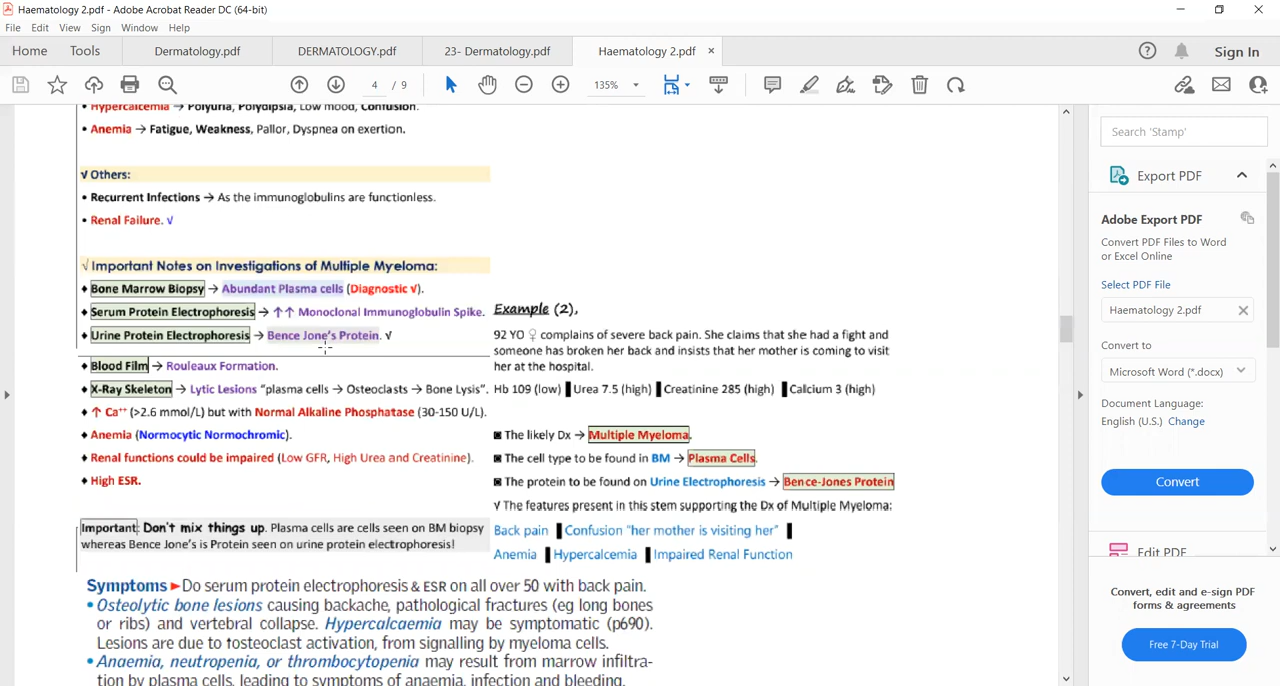 Haematology 2.pdf - Adobe Acrobat Reader DC (64-bit)
File Edit View Sign Window Help
Home Tools Dermatology.pdf DERMATOLOGY.pdf 23- Dermatology.pdf Haematology 2.pdf × Sign In
4 / 9 135%
• Hypercalcemia → Polyuria, Polydipsia, Low mood, Confusion.
• Anemia → Fatigue, Weakness, Pallor, Dyspnea on exertion.
√ Others:
• Recurrent Infections → As the immunoglobulins are functionless.
• Renal Failure. √
√ Important Notes on Investigations of Multiple Myeloma:
♦ Bone Marrow Biopsy → Abundant Plasma cells (Diagnostic √).
♦ Serum Protein Electrophoresis → ↑↑ Monoclonal Immunoglobulin Spike.
♦ Urine Protein Electrophoresis → Bence Jone's Protein. √
♦ Blood Film → Rouleaux Formation.
♦ X-Ray Skeleton → Lytic Lesions "plasma cells → Osteoclasts → Bone Lysis".
♦ ↑ Ca⁺⁺ (>2.6 mmol/L) but with Normal Alkaline Phosphatase (30-150 U/L).
♦ Anemia (Normocytic Normochromic).
♦ Renal functions could be impaired (Low GFR, High Urea and Creatinine).
♦ High ESR.
Important: Don't mix things up. Plasma cells are cells seen on BM biopsy
whereas Bence Jone's is Protein seen on urine protein electrophoresis!
Example (2),
92 YO ♀ complains of severe back pain. She claims that she had a fight and
someone has broken her back and insists that her mother is coming to visit
her at the hospital.
Hb 109 (low) ▌Urea 7.5 (high) ▌Creatinine 285 (high) ▌Calcium 3 (high)
◙ The likely Dx → Multiple Myeloma.
◙ The cell type to be found in BM → Plasma Cells.
◙ The protein to be found on Urine Electrophoresis → Bence-Jones Protein
√ The features present in this stem supporting the Dx of Multiple Myeloma:
Back pain ▌Confusion "her mother is visiting her" ▌
Anemia ▌Hypercalcemia ▌Impaired Renal Function
Symptoms ►Do serum protein electrophoresis & ESR on all over 50 with back pain.
• Osteolytic bone lesions causing backache, pathological fractures (eg long bones
or ribs) and vertebral collapse. Hypercalcaemia may be symptomatic (p690).
Lesions are due to ↑osteoclast activation, from signalling by myeloma cells.
• Anaemia, neutropenia, or thrombocytopenia may result from marrow infiltra-
tion by plasma cells, leading to symptoms of anaemia, infection and bleeding.
Search 'Stamp'
Export PDF
Adobe Export PDF
Convert PDF Files to Word
or Excel Online
Select PDF File
Haematology 2.pdf ×
Convert to
Microsoft Word (*.docx)
Document Language:
English (U.S.) Change
Convert
Edit PDF
Convert, edit and e-sign PDF
forms & agreements
Free 7-Day Trial